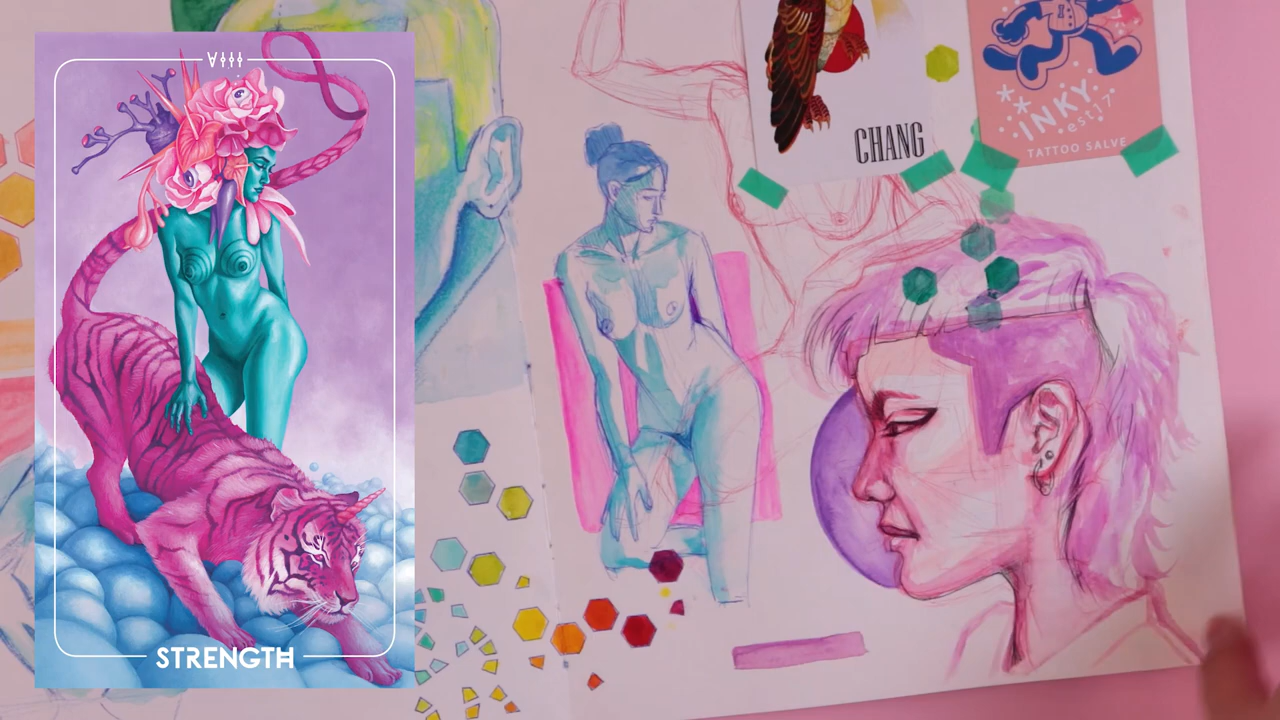 VIII
STRENGTH
CHANG
INKY
est17
TATTOO SALVE